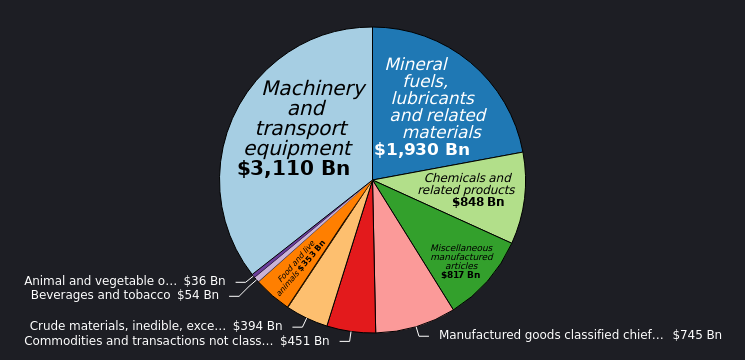 Machinery
and
transport
equipment
$3,110 Bn
Mineral
fuels,
lubricants
and related
materials
$1,930 Bn
Chemicals and
related products
$848 Bn
Miscellaneous
manufactured
articles
$817 Bn
Food and live
animals $353 Bn
Animal and vegetable o... $36 Bn
Beverages and tobacco $54 Bn
Crude materials, inedible, exce... $394 Bn
Commodities and transactions not class... $451 Bn
Manufactured goods classified chief... $745 Bn